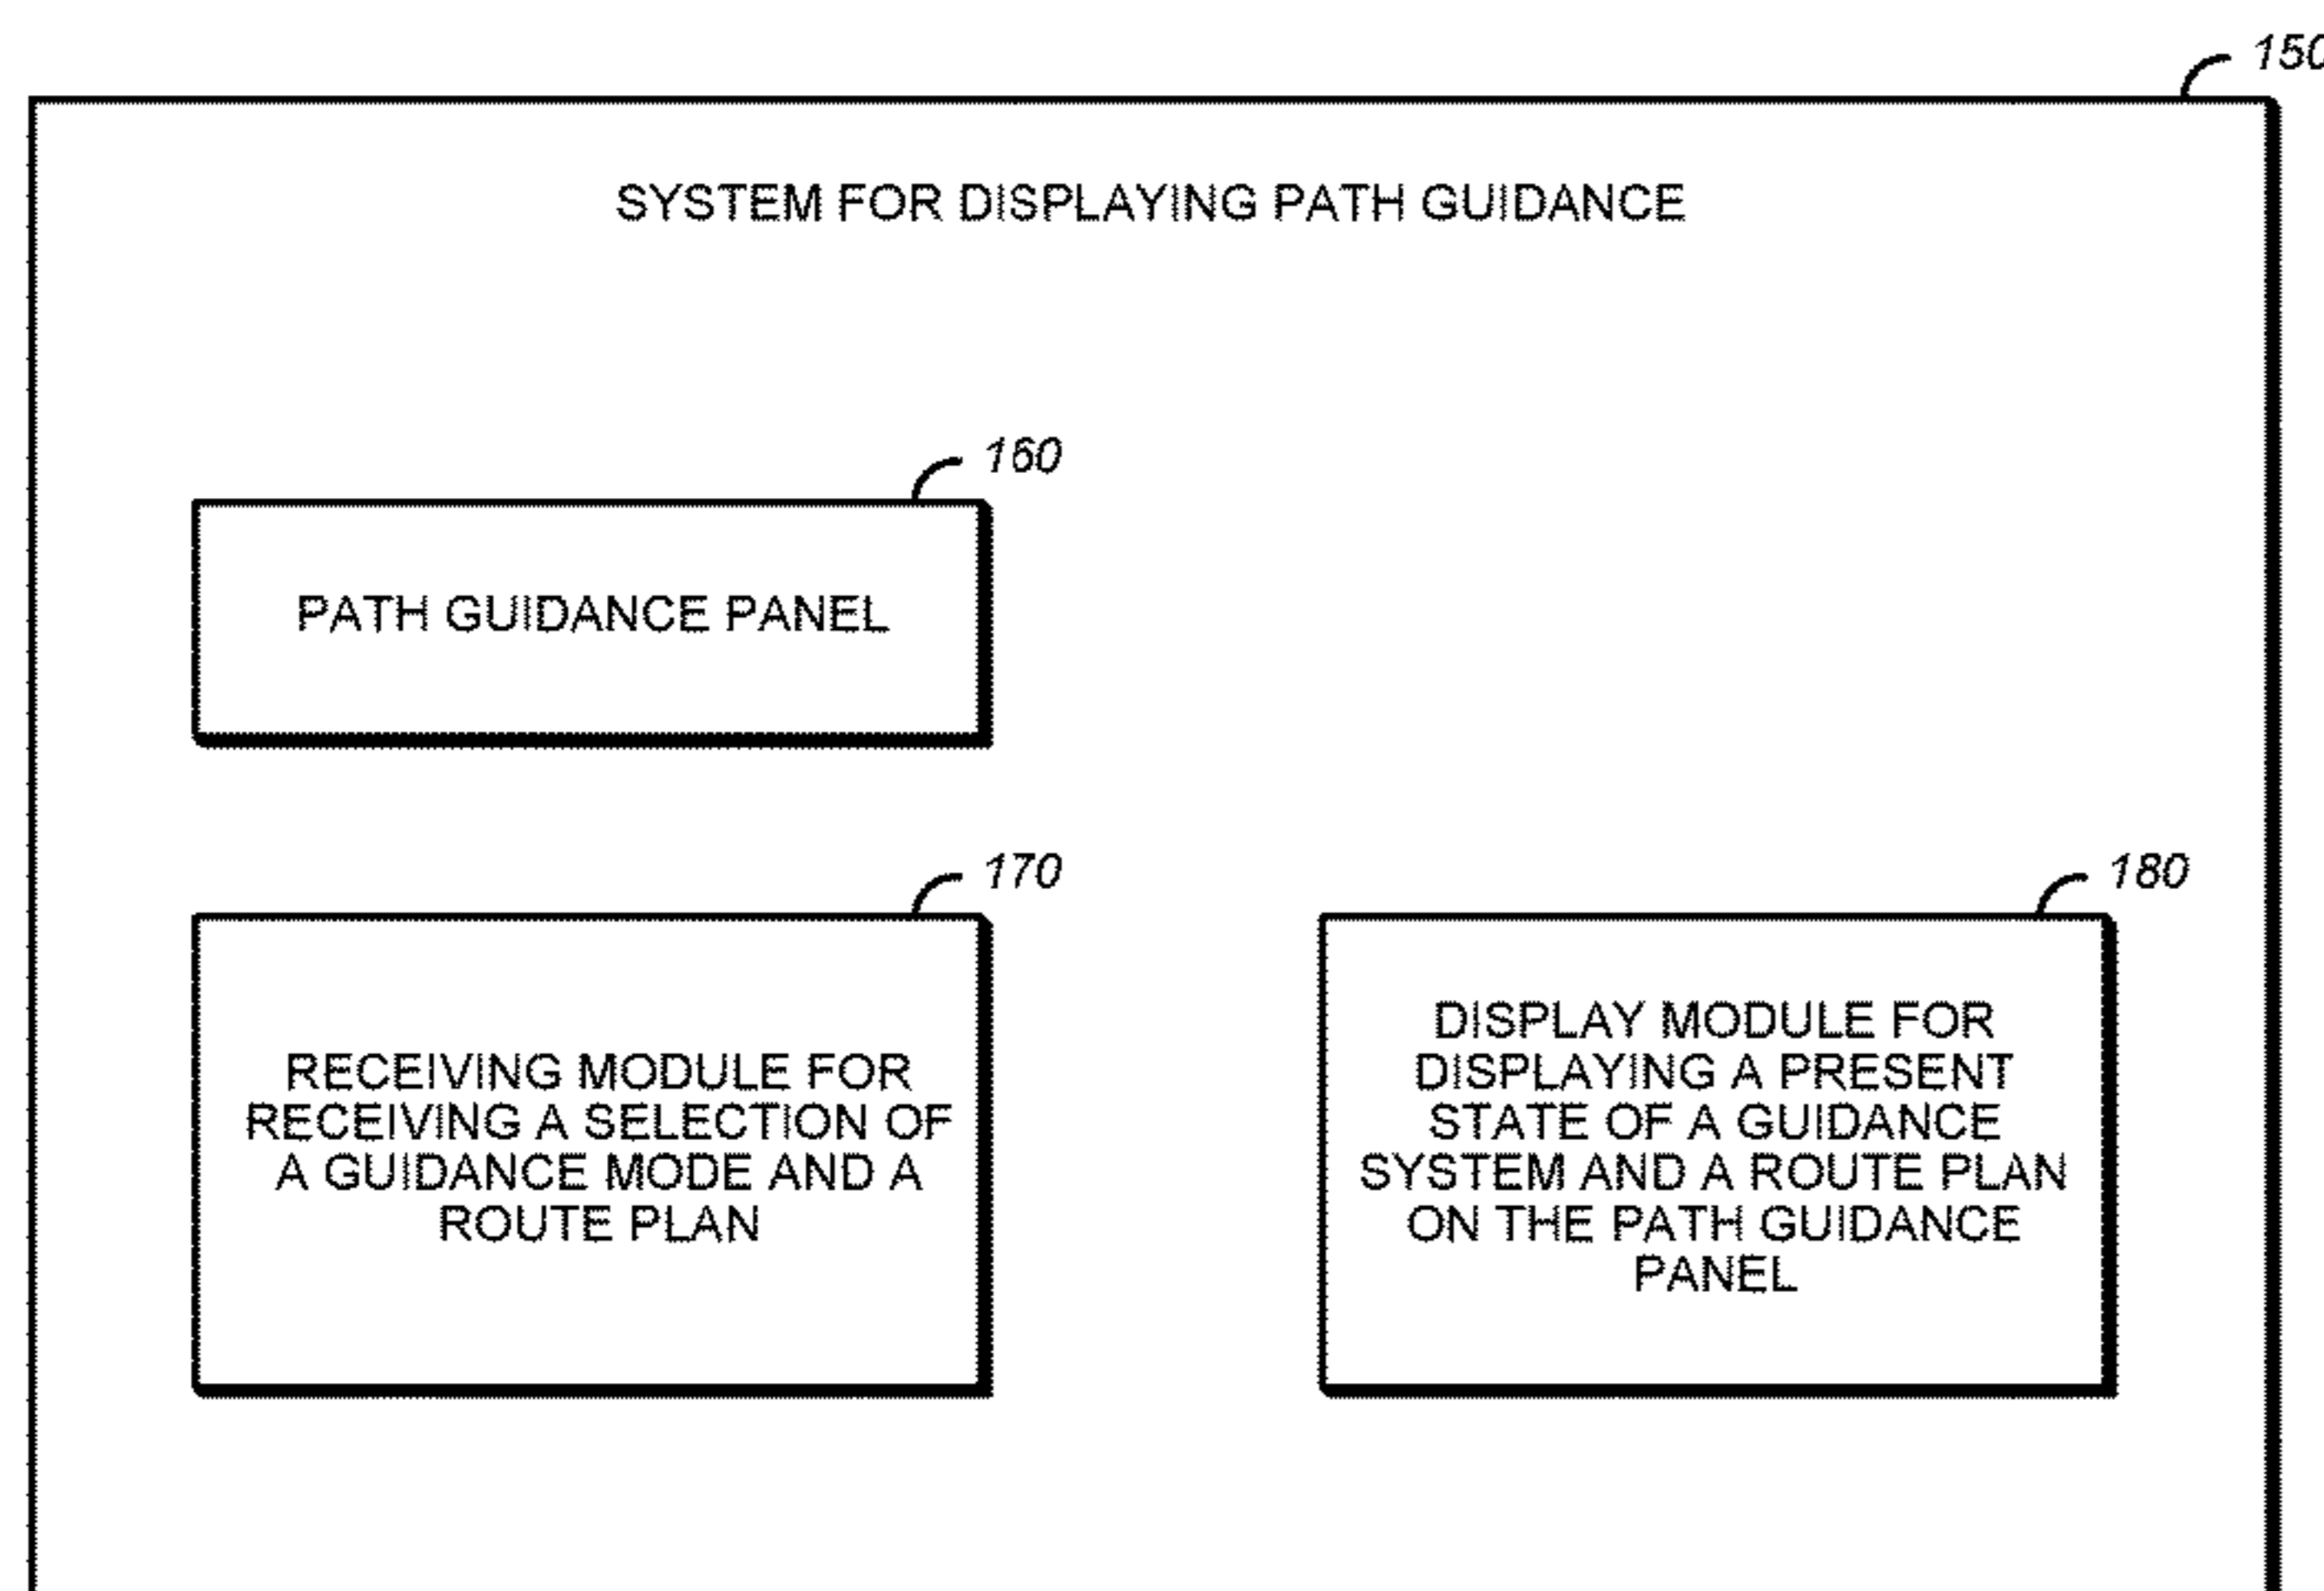 150
SYSTEM FOR DISPLAYING PATH GUIDANCE
160
PATH GUIDANCE PANEL
170
RECEIVING MODULE FOR
RECEIVING A SELECTION OF
A GUIDANCE MODE AND A
ROUTE PLAN
180
DISPLAY MODULE FOR
DISPLAYING A PRESENT
STATE OF A GUIDANCE
SYSTEM AND A ROUTE PLAN
ON THE PATH GUIDANCE
PANEL